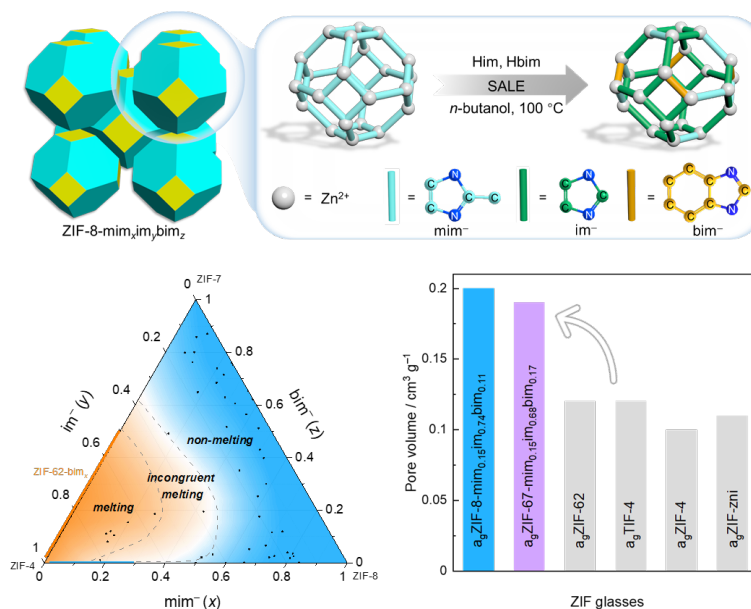 Him, Hbim
SALE
n-butanol, 100 °C
ZIF-8-mimₓimᵧbim_z
= Zn²⁺
=
N
C
C
C
N
C
mim⁻
=
N
C
C
C
N
im⁻
=
C
C
C
N
C
C
C
C
N
bim⁻
0 ZIF-7
1
0.2
0.8
0.4
0.6
0.6
0.4
0.8
0.2
1
0
im⁻ (y)
bim⁻ (z)
non-melting
incongruent
melting
melting
ZIF-62-bimₓ
ZIF-4
ZIF-8
0
0.2
0.4
0.6
0.8
1
mim⁻ (x)
Pore volume / cm³ g⁻¹
0.2
0.15
0.1
0.05
0
a_gZIF-8-mim₀.₁₅im₀.₇₄bim₀.₁₁
a_gZIF-67-mim₀.₁₅im₀.₆₈bim₀.₁₇
a_gZIF-62
a_gTIF-4
a_gZIF-4
a_gZIF-zni
ZIF glasses